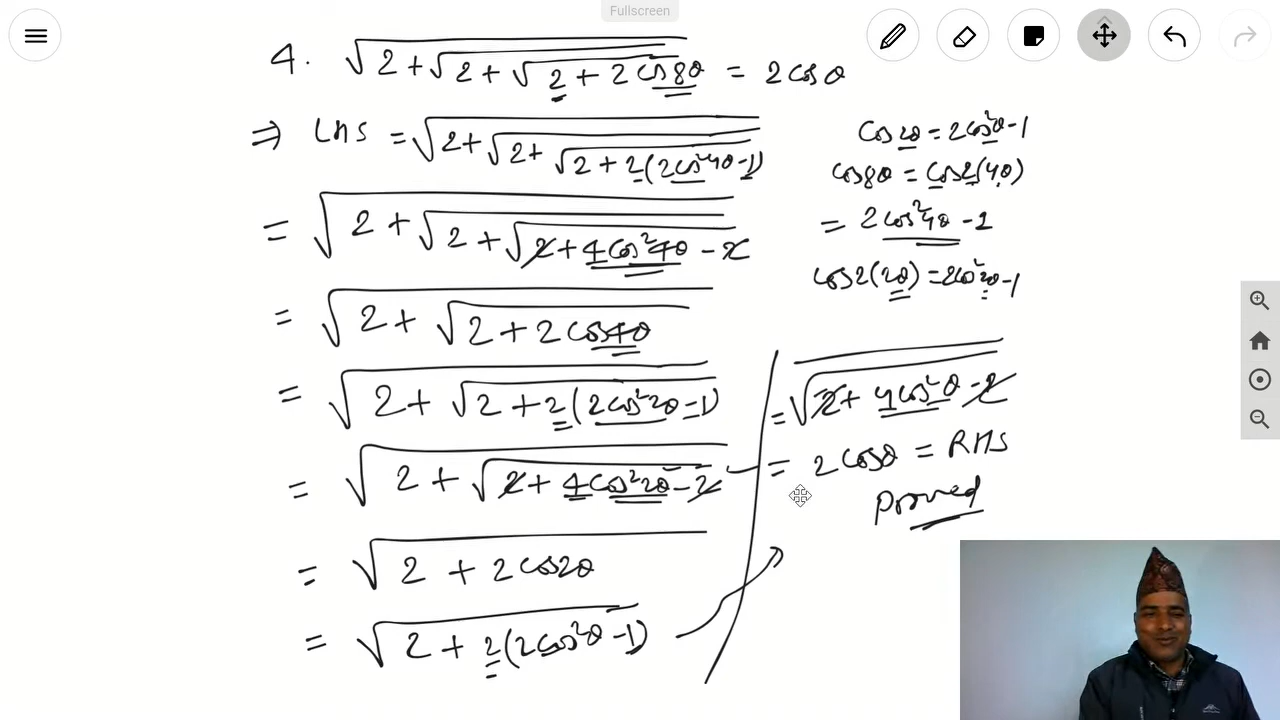 Fullscreen
4. √(2 + √(2 + √(2 + 2cos8θ))) = 2cosθ
⇒ LHS = √(2 + √(2 + √(2 + 2(2cos²4θ - 1))))
= √(2 + √(2 + √(2 + 4cos²4θ - 2)))
= √(2 + √(2 + 2cos4θ))
= √(2 + √(2 + 2(2cos²2θ - 1)))
= √(2 + √(2 + 4cos²2θ - 2))
= √(2 + 2cos2θ)
= √(2 + 2(2cos²θ - 1))
cos2θ = 2cos²θ - 1
cos8θ = cos2(4θ)
= 2cos²4θ - 1
cos2(2θ) = 2cos²2θ - 1
= √(2 + 4cos²θ - 2)
= 2cosθ = RHS
Proved